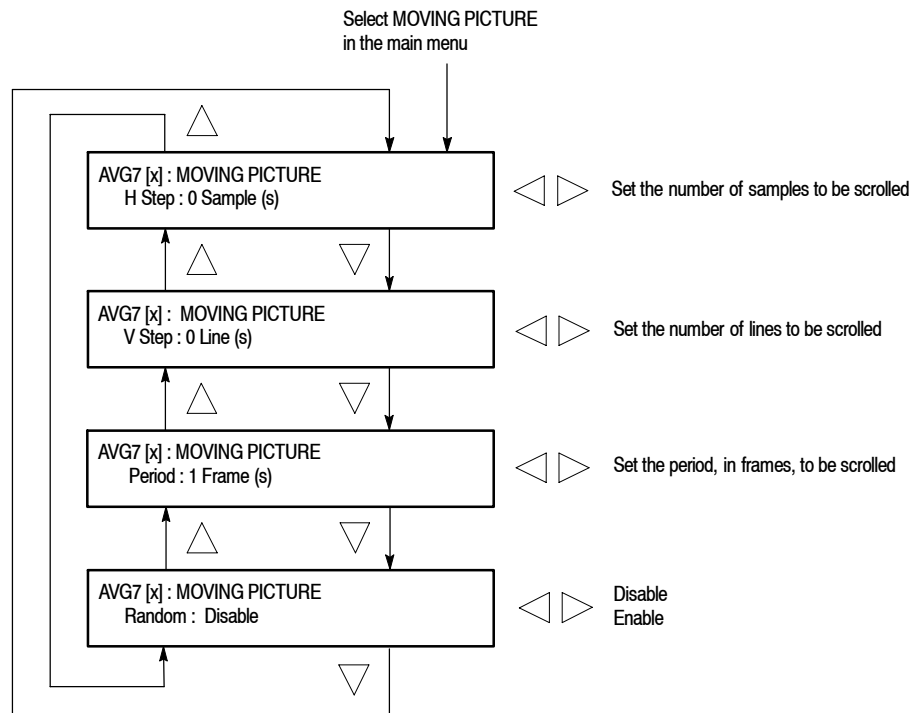 Select MOVING PICTURE
in the main menu
AVG7 [x] : MOVING PICTURE
H Step : 0 Sample (s)
Set the number of samples to be scrolled
AVG7 [x] : MOVING PICTURE
V Step : 0 Line (s)
Set the number of lines to be scrolled
AVG7 [x] : MOVING PICTURE
Period : 1 Frame (s)
Set the period, in frames, to be scrolled
AVG7 [x] : MOVING PICTURE
Random : Disable
Disable
Enable